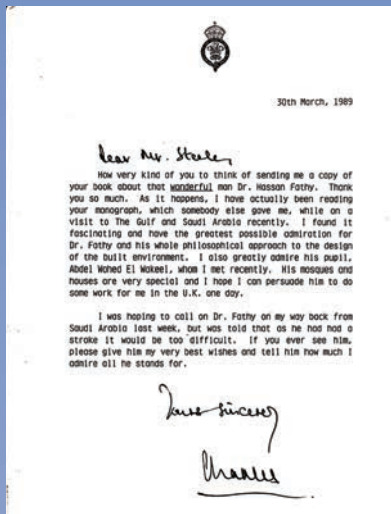 30th March, 1989
Dear Mr. Steele,
How very kind of you to think of sending me a copy of
your book about that wonderful man Dr. Hassan Fathy. Thank
you so much. As it happens, I have actually been reading
your monograph, which somebody else gave me, while on a
visit to The Gulf and Saudi Arabia recently. I found it
fascinating and have the greatest possible admiration for
Dr. Fathy and his whole philosophical approach to the design
of the built environment. I also greatly admire his pupil,
Abdel Wahed El Wakeel, whom I met recently. His mosques and
houses are very special and I hope I can persuade him to do
some work for me in the U.K. one day.
I was hoping to call on Dr. Fathy on my way back from
Saudi Arabia last week, but was told that as he had had a
stroke it would be too difficult. If you ever see him,
please give him my very best wishes and tell him how much I
admire all he stands for.
Yours sincerely
Charles